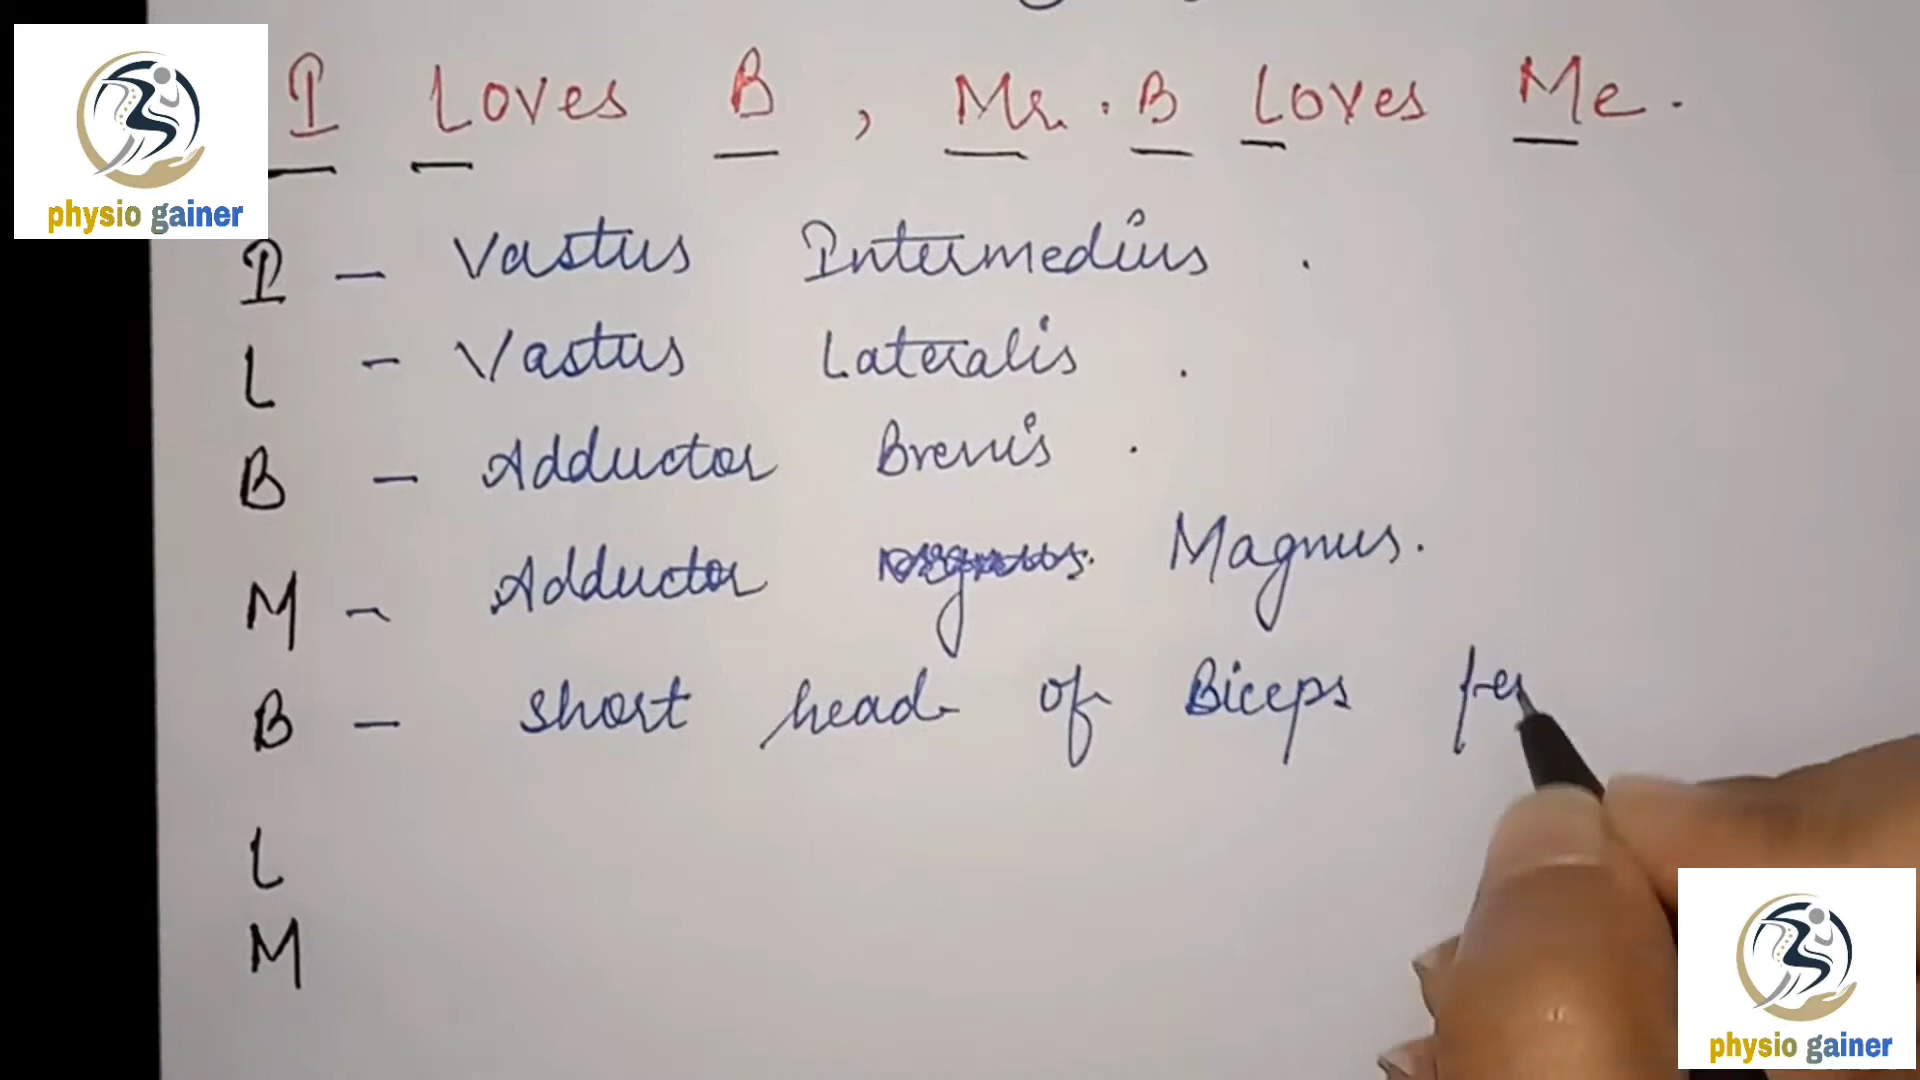 I Loves B, Mr. B Loves Me.
physio gainer
I - Vastus Intermedius.
L - Vastus Lateralis.
B - Adductor Brevis.
M - Adductor Magnus.
B - Short head of Biceps fe
L
M
physio gainer